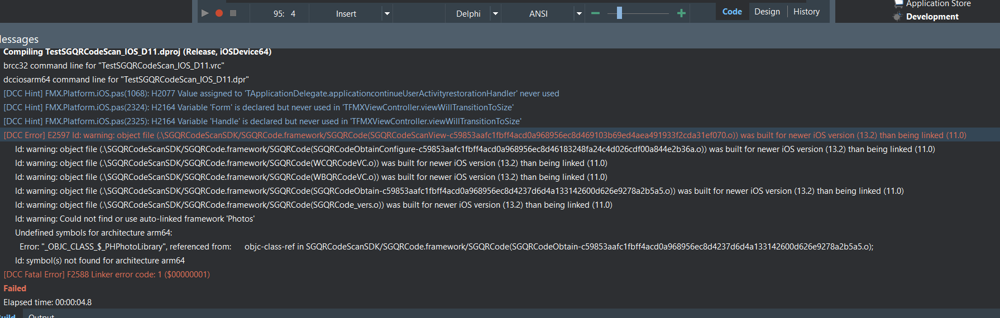 Application Store
95: 4 Insert Delphi ANSI Code Design History
Development
Messages
Compiling TestSGQRCodeScan_IOS_D11.dproj (Release, iOSDevice64)
brcc32 command line for "TestSGQRCodeScan_IOS_D11.vrc"
dcciosarm64 command line for "TestSGQRCodeScan_IOS_D11.dpr"
[DCC Hint] FMX.Platform.iOS.pas(1068): H2077 Value assigned to 'TApplicationDelegate.applicationcontinueUserActivityrestorationHandler' never used
[DCC Hint] FMX.Platform.iOS.pas(2324): H2164 Variable 'Form' is declared but never used in 'TFMXViewController.viewWillTransitionToSize'
[DCC Hint] FMX.Platform.iOS.pas(2325): H2164 Variable 'Handle' is declared but never used in 'TFMXViewController.viewWillTransitionToSize'
[DCC Error] E2597 ld: warning: object file (.\SGQRCodeScanSDK/SGQRCode.framework/SGQRCode(SGQRCodeScanView-c59853aafc1fbff4acd0a968956ec8d469103b69ed4aea491933f2cda31ef070.o)) was built for newer iOS version (13.2) than being linked (11.0)
ld: warning: object file (.\SGQRCodeScanSDK/SGQRCode.framework/SGQRCode(SGQRCodeObtainConfigure-c59853aafc1fbff4acd0a968956ec8d46183248fa24c4d026cdf00a844e2b36a.o)) was built for newer iOS version (13.2) than being linked (11.0)
ld: warning: object file (.\SGQRCodeScanSDK/SGQRCode.framework/SGQRCode(WCQRCodeVC.o)) was built for newer iOS version (13.2) than being linked (11.0)
ld: warning: object file (.\SGQRCodeScanSDK/SGQRCode.framework/SGQRCode(WBQRCodeVC.o)) was built for newer iOS version (13.2) than being linked (11.0)
ld: warning: object file (.\SGQRCodeScanSDK/SGQRCode.framework/SGQRCode(SGQRCodeObtain-c59853aafc1fbff4acd0a968956ec8d4237d6d4a133142600d626e9278a2b5a5.o)) was built for newer iOS version (13.2) than being linked (11.0)
ld: warning: object file (.\SGQRCodeScanSDK/SGQRCode.framework/SGQRCode(SGQRCode_vers.o)) was built for newer iOS version (13.2) than being linked (11.0)
ld: warning: Could not find or use auto-linked framework 'Photos'
Undefined symbols for architecture arm64:
Error: "_OBJC_CLASS_$_PHPhotoLibrary", referenced from: objc-class-ref in SGQRCodeScanSDK/SGQRCode.framework/SGQRCode(SGQRCodeObtain-c59853aafc1fbff4acd0a968956ec8d4237d6d4a133142600d626e9278a2b5a5.o);
ld: symbol(s) not found for architecture arm64
[DCC Fatal Error] F2588 Linker error code: 1 ($00000001)
Failed
Elapsed time: 00:00:04.8
Build Output